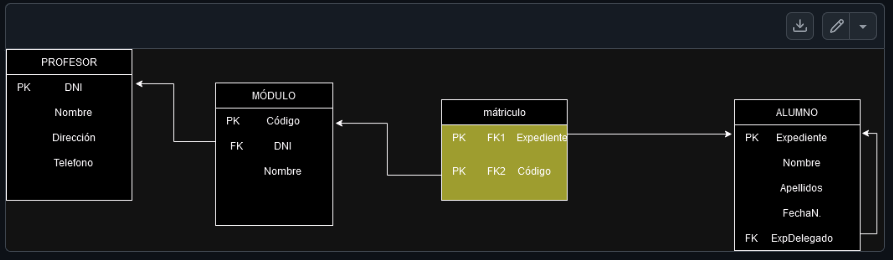 PROFESOR
PK DNI
Nombre
Dirección
Telefono
MÓDULO
PK Código
FK DNI
Nombre
mátriculo
PK FK1 Expediente
PK FK2 Código
ALUMNO
PK Expediente
Nombre
Apellidos
FechaN.
FK ExpDelegado